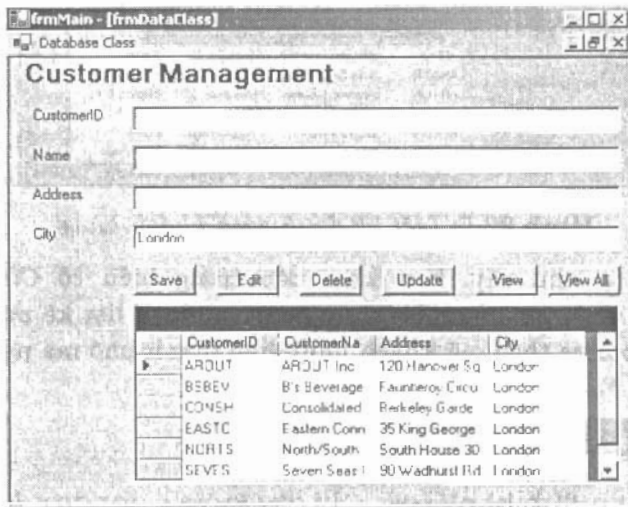 frmMain - [frmDataClass]
Database Class
Customer Management
CustomerID
Name
Address
City London
Save Edit Delete Update View View All
CustomerID CustomerNa Address City
AROUT AROUT Inc 120 Hanover Sq London
BSBEV B's Beverage Fauntleroy Circu London
CONSH Consolidated Berkeley Garde London
EASTC Eastern Conn 35 King George London
NORTS North/South South House 30 London
SEVES Seven Seas I 90 Wadhurst Rd London